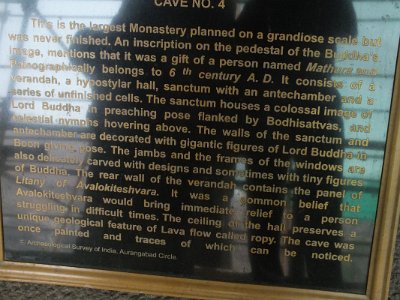 CAVE NO. 4
This is the largest Monastery planned on a grandiose scale but
was never finished. An inscription on the pedestal of the Buddha's
image, mentions that it was a gift of a person named Mathura and
Paleographically belongs to 6 th century A. D. It consists of a
verandah, a hypostylar hall, sanctum with an antechamber and a
series of unfinished cells. The sanctum houses a colossal image of
Lord Buddha in preaching pose flanked by Bodhisattvas, and
celestial nymphs hovering above. The walls of the sanctum and
antechamber are decorated with gigantic figures of Lord Buddha in
Boon giving pose. The jambs and the frames of the windows are
also delicately carved with designs and sometimes with tiny figures
of Buddha. The rear wall of the verandah contains the panel of
Litany of Avalokiteshvara. It was a common belief that
Avalokiteshvara would bring immediate relief to a person
struggling in difficult times. The ceiling of the hall preserves a
unique geological feature of Lava flow called ropy. The cave was
once painted and traces of which can be noticed.
© Archaeological Survey of India, Aurangabad Circle.